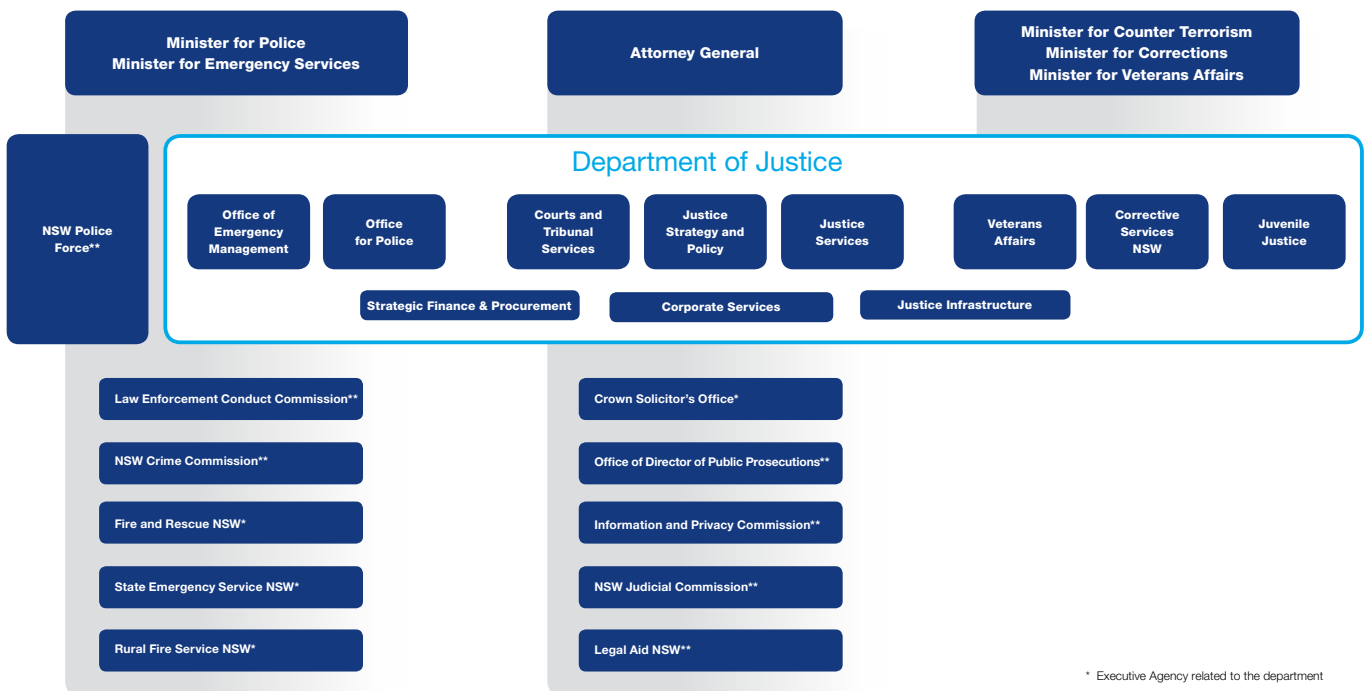 Minister for Police
Minister for Emergency Services
Attorney General
Minister for Counter Terrorism
Minister for Corrections
Minister for Veterans Affairs
NSW Police
Force**
Department of Justice
Office of
Emergency
Management
Office
for Police
Courts and
Tribunal
Services
Justice
Strategy and
Policy
Justice
Services
Veterans
Affairs
Corrective
Services
NSW
Juvenile
Justice
Strategic Finance & Procurement
Corporate Services
Justice Infrastructure
Law Enforcement Conduct Commission**
NSW Crime Commission**
Fire and Rescue NSW*
State Emergency Service NSW*
Rural Fire Service NSW*
Crown Solicitor's Office*
Office of Director of Public Prosecutions**
Information and Privacy Commission**
NSW Judicial Commission**
Legal Aid NSW**
* Executive Agency related to the department